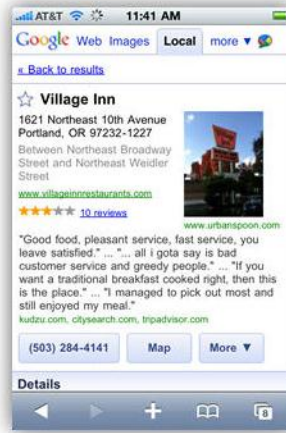 AT&T 11:41 AM
Google Web Images Local more ▼
« Back to results
Village Inn
1621 Northeast 10th Avenue
Portland, OR 97232-1227
Between Northeast Broadway
Street and Northeast Weidler
Street
www.villageinnrestaurants.com
10 reviews
www.urbanspoon.com
"Good food, pleasant service, fast service, you
leave satisfied." ... "... all i gota say is bad
customer service and greedy people." ... "If you
want a traditional breakfast cooked right, then this
is the place." ... "I managed to pick out most and
still enjoyed my meal."
kudzu.com, citysearch.com, tripadvisor.com
(503) 284-4141 Map More ▼
Details
8